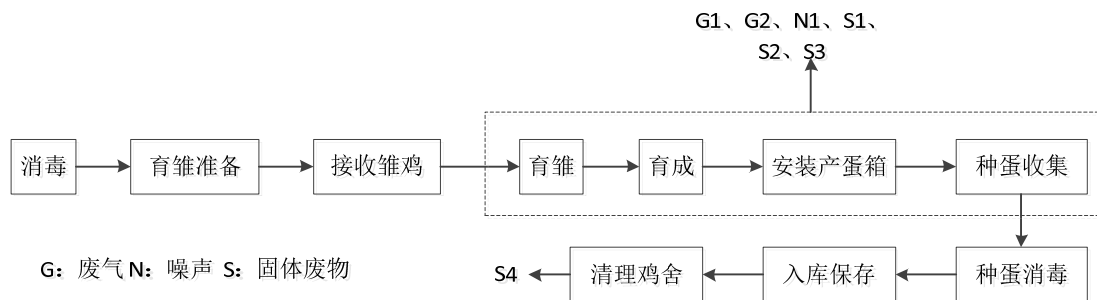 G1、G2、N1、S1、
S2、S3
消毒
育雏准备
接收雏鸡
育雏
育成
安装产蛋箱
种蛋收集
种蛋消毒
入库保存
清理鸡舍
S4
G：废气 N：噪声 S：固体废物